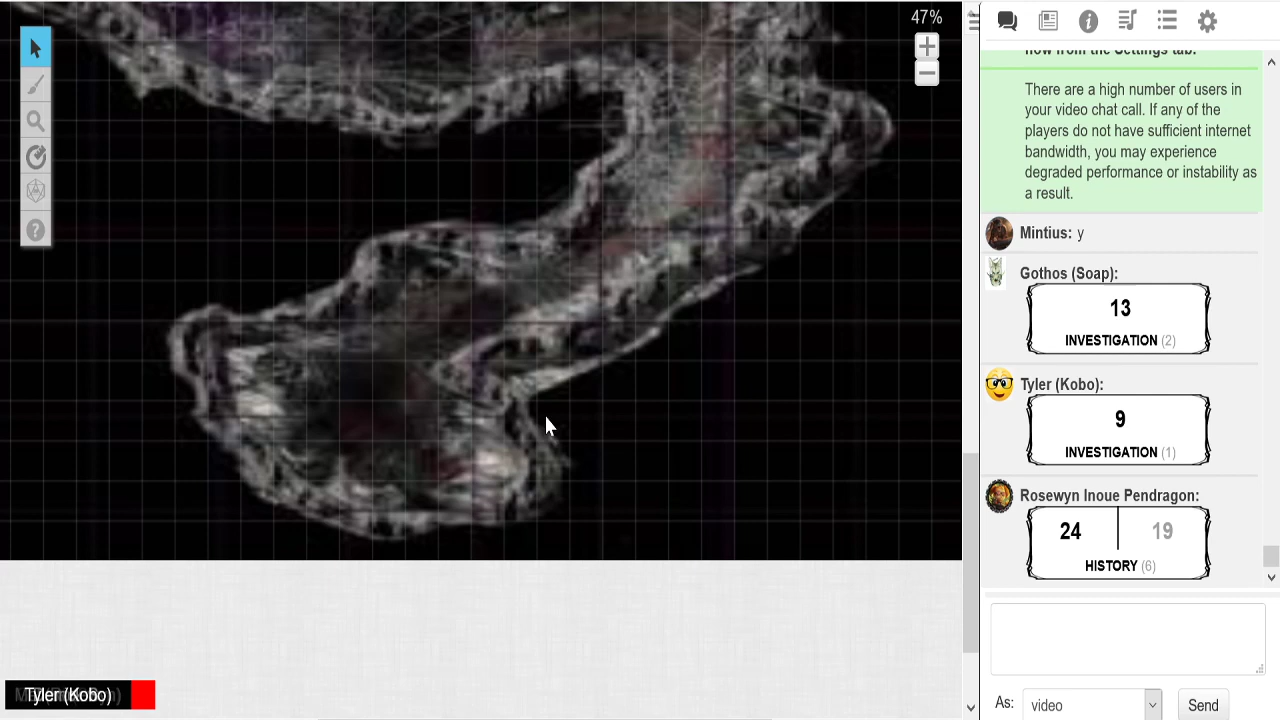 47%
now from the Settings tab.
There are a high number of users in
your video chat call. If any of the
players do not have sufficient internet
bandwidth, you may experience
degraded performance or instability as
a result.
Mintius: y
Gothos (Soap):
13
INVESTIGATION (2)
Tyler (Kobo):
9
INVESTIGATION (1)
Rosewyn Inoue Pendragon:
24 19
HISTORY (6)
As: video Send
Tyler (Kobo)